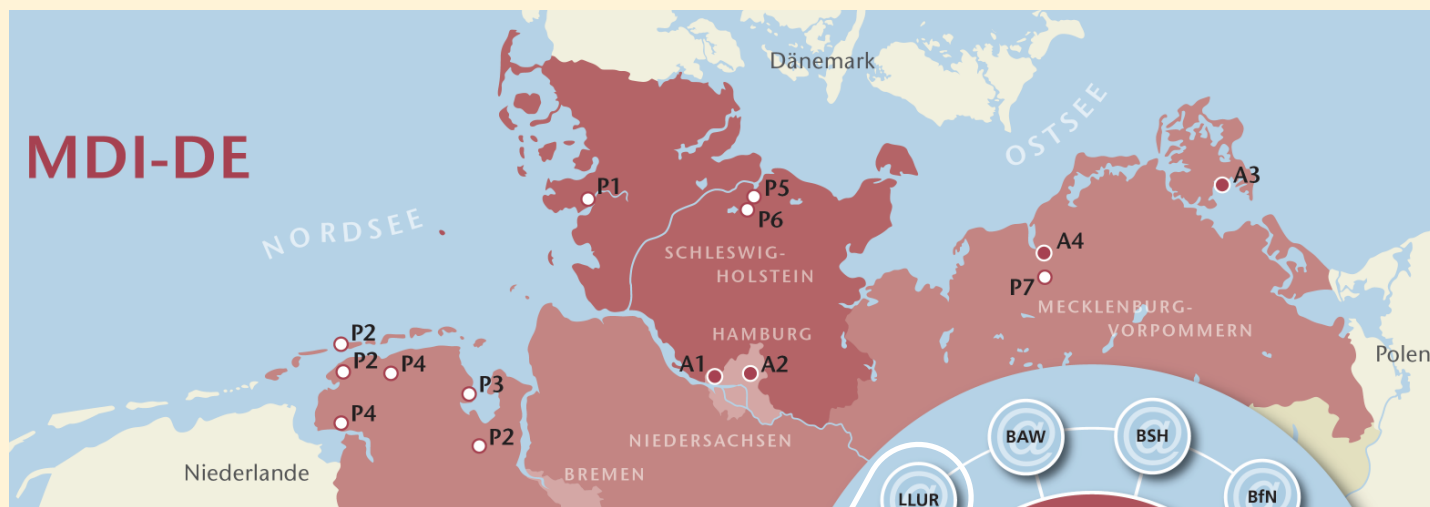 Dänemark
OSTSEE
MDI-DE
NORDSEE
P1
P5
P6
A3
A4
P7
SCHLESWIG-
HOLSTEIN
MECKLENBURG-
VORPOMMERN
HAMBURG
P2
P2
P4
P3
A1
A2
Polen
P4
P2
NIEDERSACHSEN
BREMEN
Niederlande
@
BAW
@
BSH
@
LLUR
@
BfN